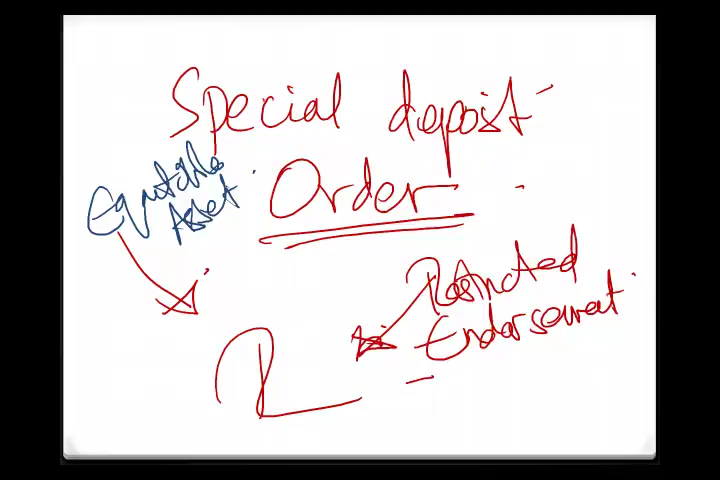 Special deposit
Order
Equitable
Asset
Restricted
Endorsement